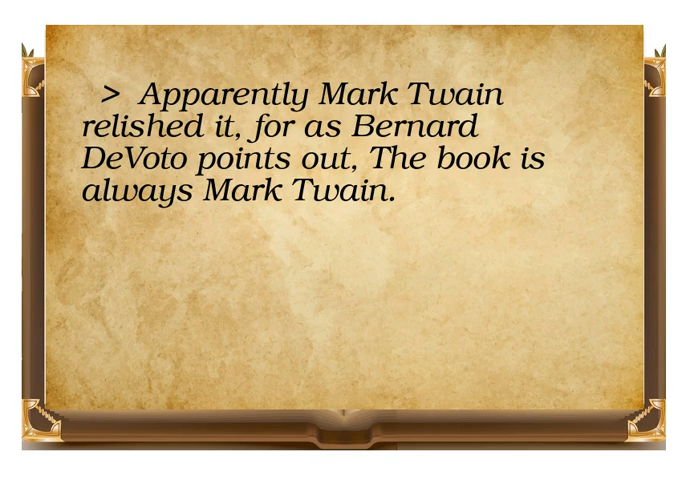 > Apparently Mark Twain
relished it, for as Bernard
DeVoto points out, The book is
always Mark Twain.